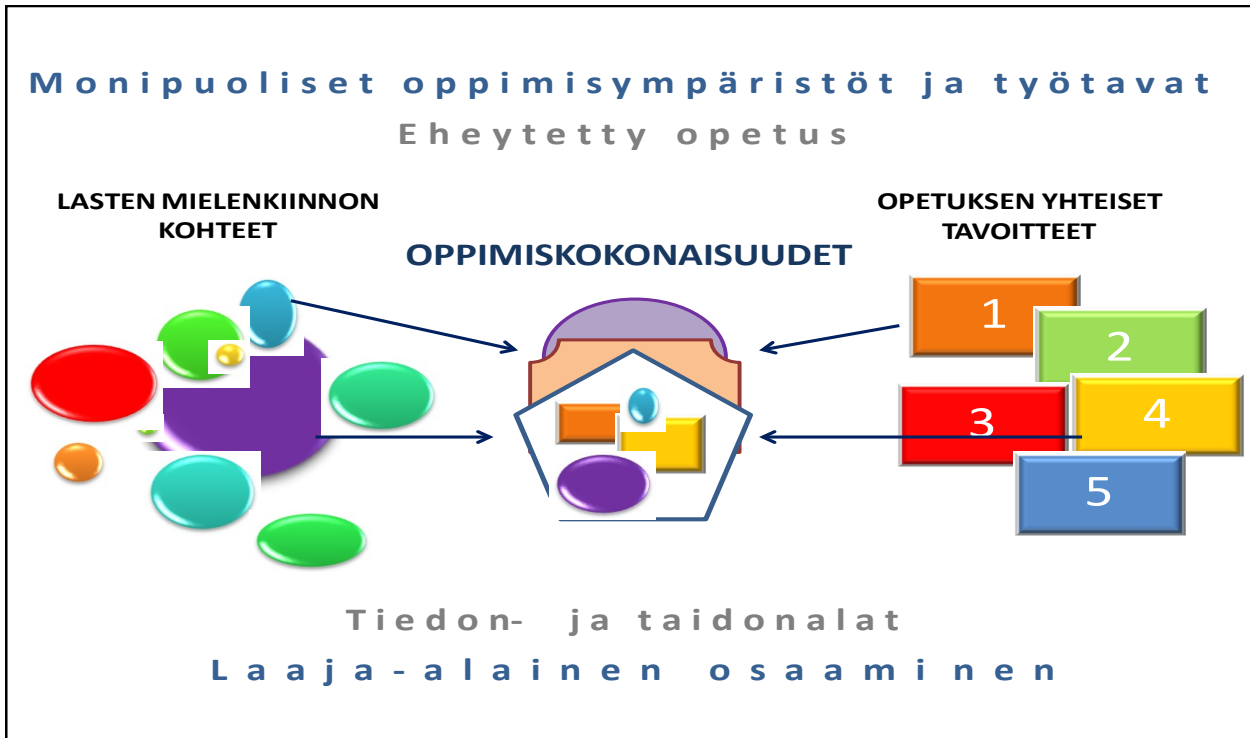 Monipuoliset oppimisympäristöt ja työtavat
Eheytetty opetus
LASTEN MIELENKIINNON
KOHTEET
OPPIMISKOKONAISUUDET
OPETUKSEN YHTEISET
TAVOITTEET
1
2
3
4
5
Tiedon- ja taidonalat
Laaja-alainen osaaminen